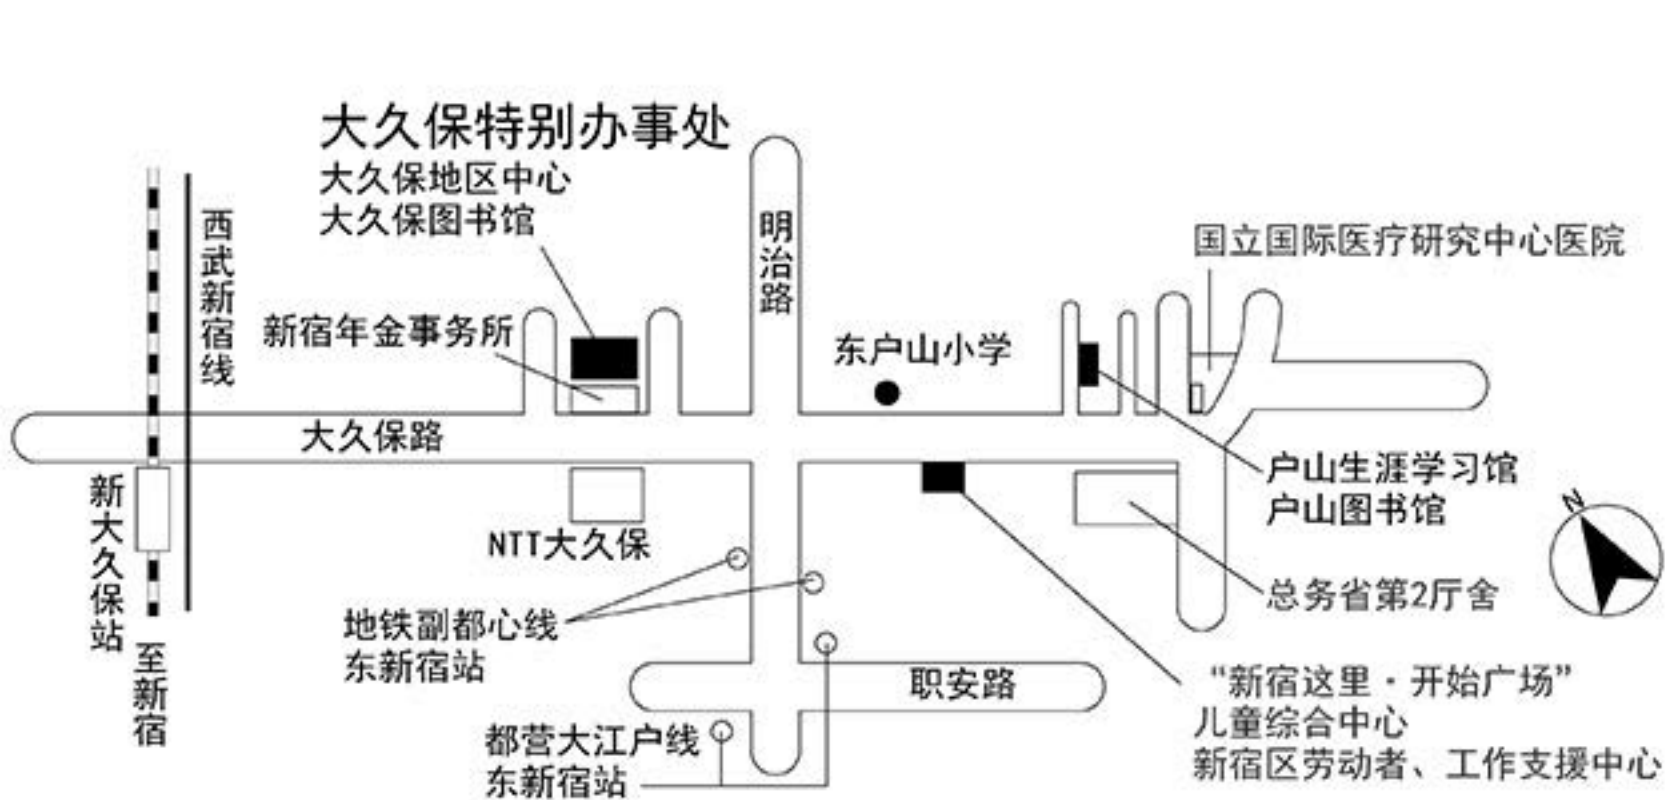 大久保特别办事处
大久保地区中心
大久保图书馆
西武新宿线
明治路
国立国际医疗研究中心医院
新宿年金事务所
东户山小学
大久保路
户山生涯学习馆
户山图书馆
新大久保站
N
NTT大久保
总务省第2厅舍
地铁副都心线
东新宿站
至新宿
职安路
“新宿这里·开始广场”
儿童综合中心
新宿区劳动者、工作支援中心
都营大江户线
东新宿站